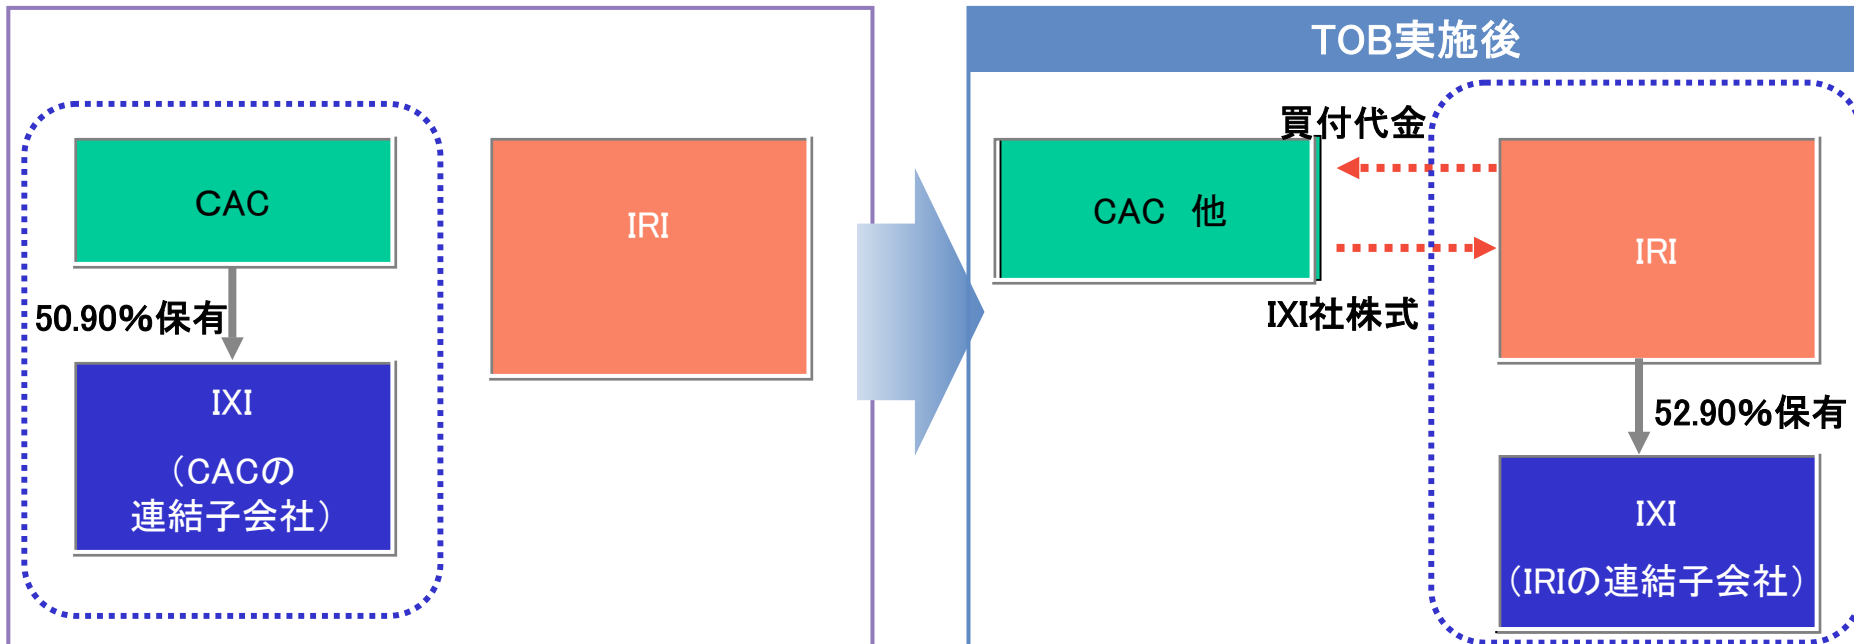 CAC
50.90%保有
IXI
(CACの
連結子会社)
IRI
TOB実施後
買付代金
CAC 他
IXI社株式
IRI
52.90%保有
IXI
(IRIの連結子会社)